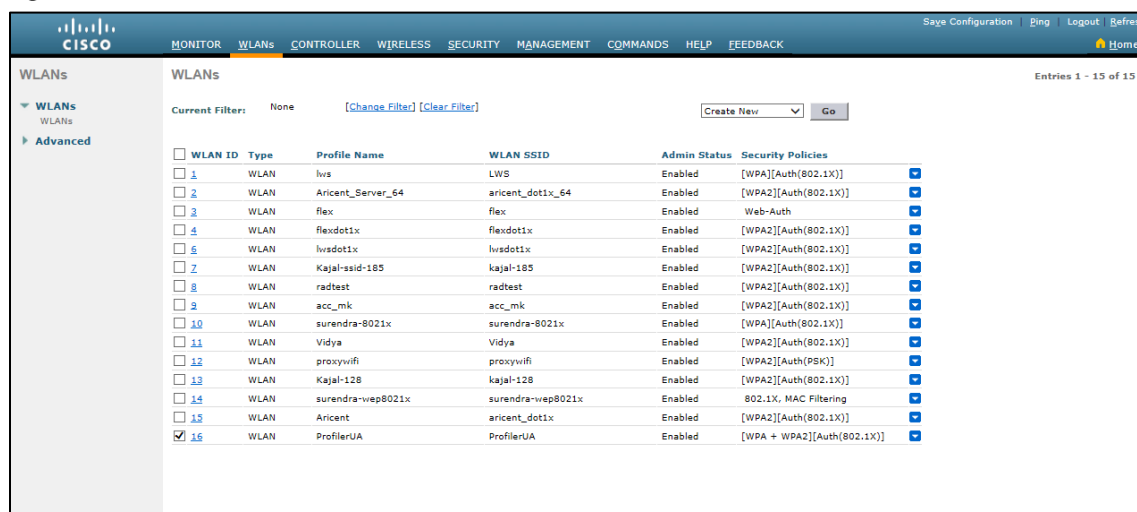 Save Configuration | Ping | Logout | Refres
CISCO
MONITOR WLANs CONTROLLER WIRELESS SECURITY MANAGEMENT COMMANDS HELP FEEDBACK
Home
WLANs
WLANs
WLANs
Advanced
WLANs
Entries 1 - 15 of 15
Current Filter: None [Change Filter] [Clear Filter]
Create New Go
WLAN ID Type Profile Name WLAN SSID Admin Status Security Policies
1 WLAN lws LWS Enabled [WPA][Auth(802.1X)]
2 WLAN Aricent_Server_64 aricent_dot1x_64 Enabled [WPA2][Auth(802.1X)]
3 WLAN flex flex Enabled Web-Auth
4 WLAN flexdot1x flexdot1x Enabled [WPA2][Auth(802.1X)]
6 WLAN lwsdot1x lwsdot1x Enabled [WPA2][Auth(802.1X)]
7 WLAN Kajal-ssid-185 kajal-185 Enabled [WPA2][Auth(802.1X)]
8 WLAN radtest radtest Enabled [WPA2][Auth(802.1X)]
9 WLAN acc_mk acc_mk Enabled [WPA2][Auth(802.1X)]
10 WLAN surendra-8021x surendra-8021x Enabled [WPA][Auth(802.1X)]
11 WLAN Vidya Vidya Enabled [WPA2][Auth(802.1X)]
12 WLAN proxywifi proxywifi Enabled [WPA2][Auth(PSK)]
13 WLAN Kajal-128 kajal-128 Enabled [WPA2][Auth(802.1X)]
14 WLAN surendra-wep8021x surendra-wep8021x Enabled 802.1X, MAC Filtering
15 WLAN Aricent aricent_dot1x Enabled [WPA2][Auth(802.1X)]
16 WLAN ProfilerUA ProfilerUA Enabled [WPA + WPA2][Auth(802.1X)]